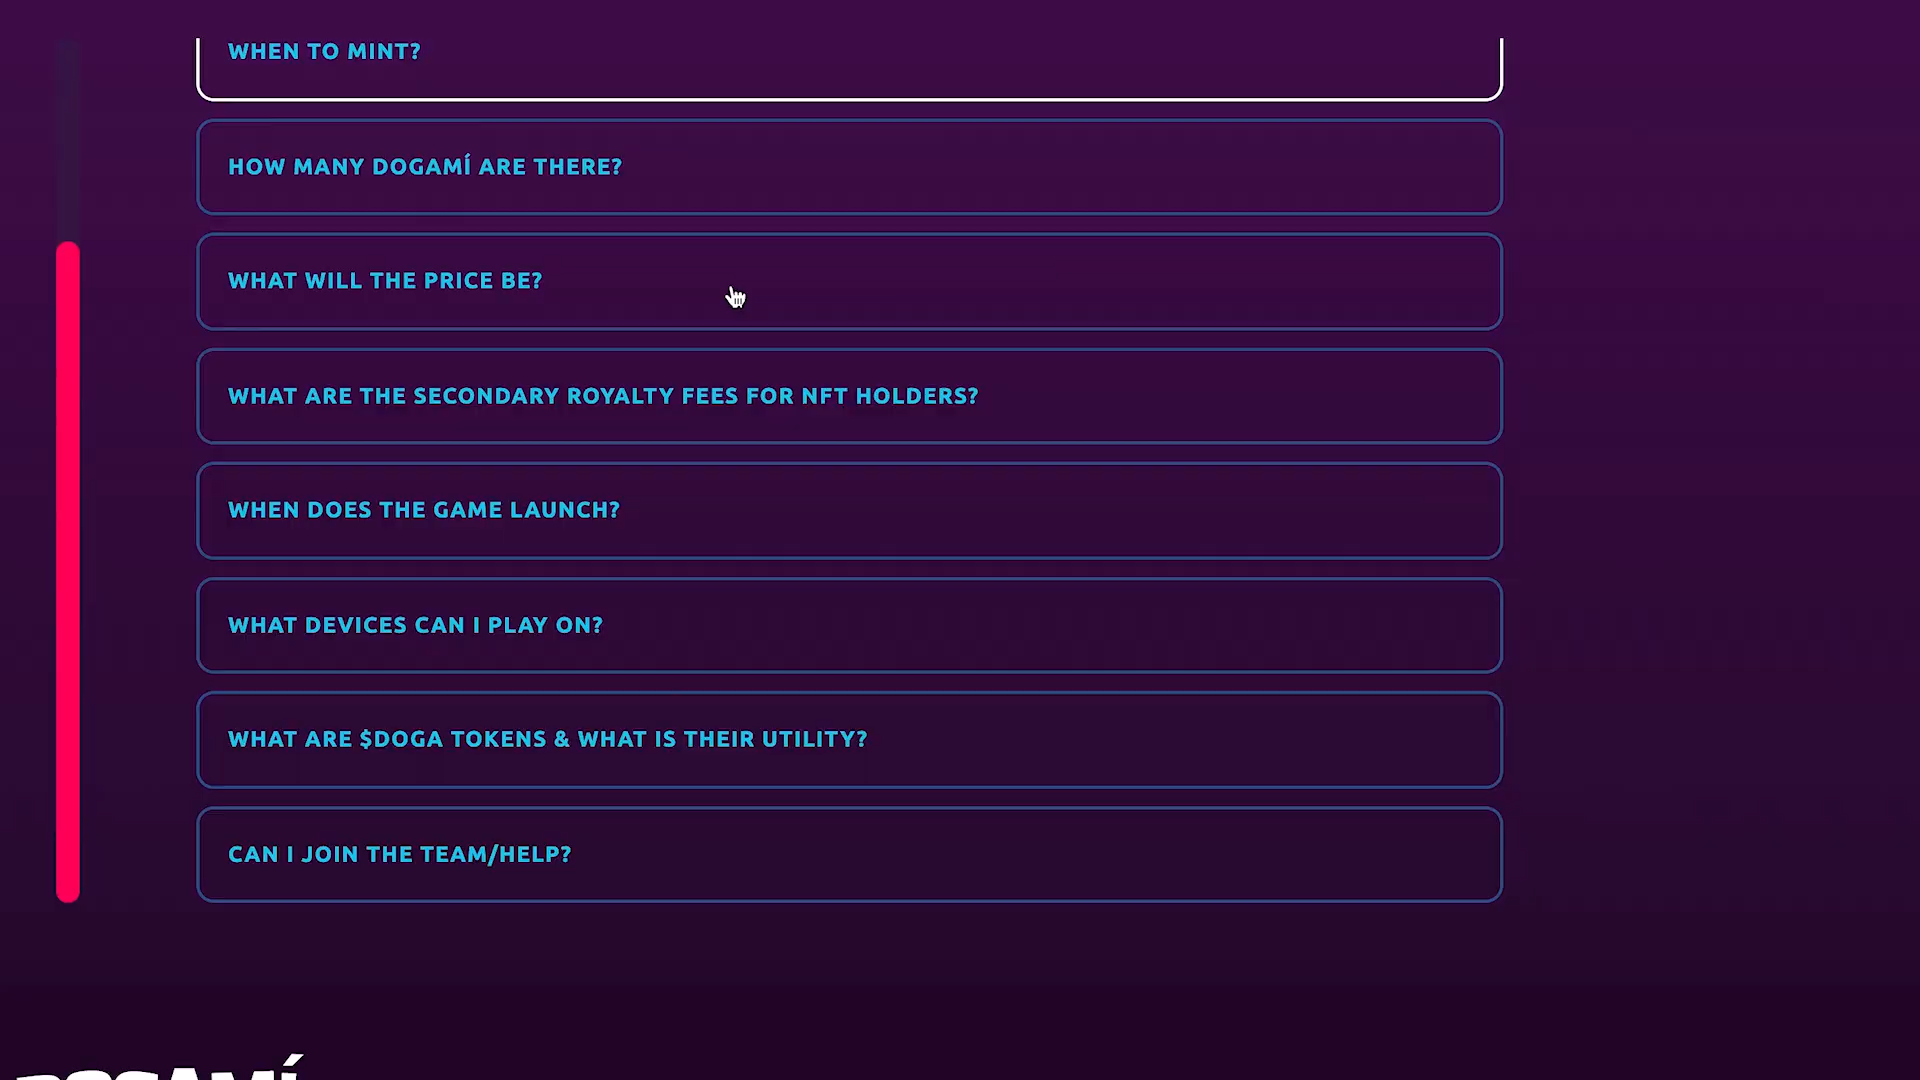 WHEN TO MINT?
HOW MANY DOGAMÍ ARE THERE?
WHAT WILL THE PRICE BE?
WHAT ARE THE SECONDARY ROYALTY FEES FOR NFT HOLDERS?
WHEN DOES THE GAME LAUNCH?
WHAT DEVICES CAN I PLAY ON?
WHAT ARE $DOGA TOKENS & WHAT IS THEIR UTILITY?
CAN I JOIN THE TEAM/HELP?
DOGAMÍ